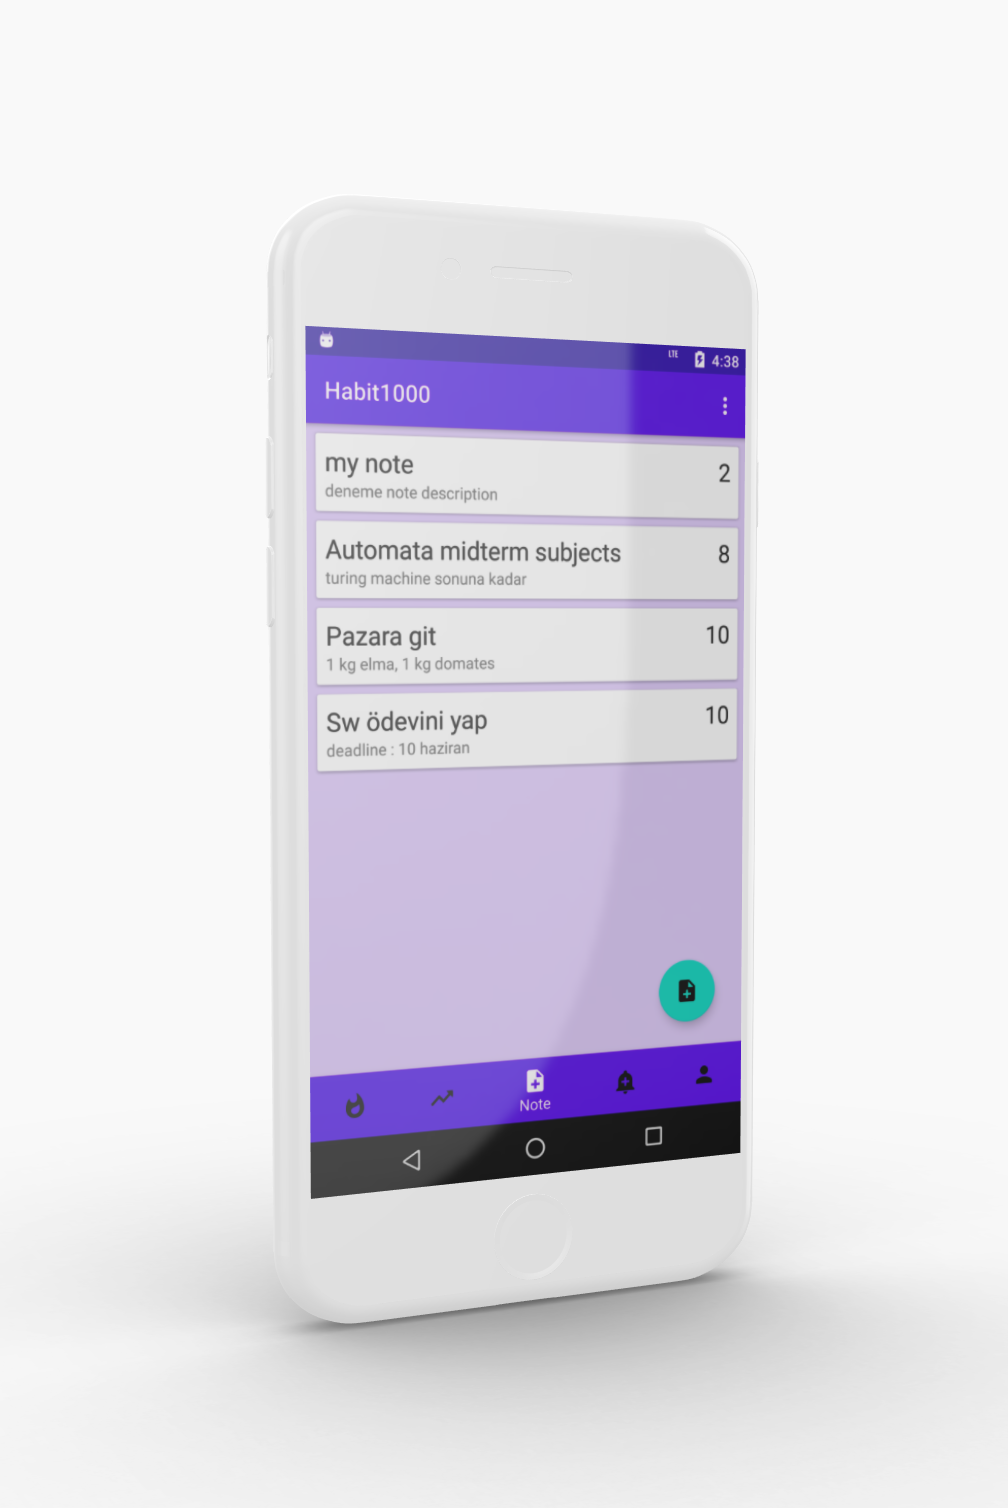 LTE 4:38
Habit1000
my note 2
deneme note description
Automata midterm subjects 8
turing machine sonuna kadar
Pazara git 10
1 kg elma, 1 kg domates
Sw ödevini yap 10
deadline : 10 haziran
Note